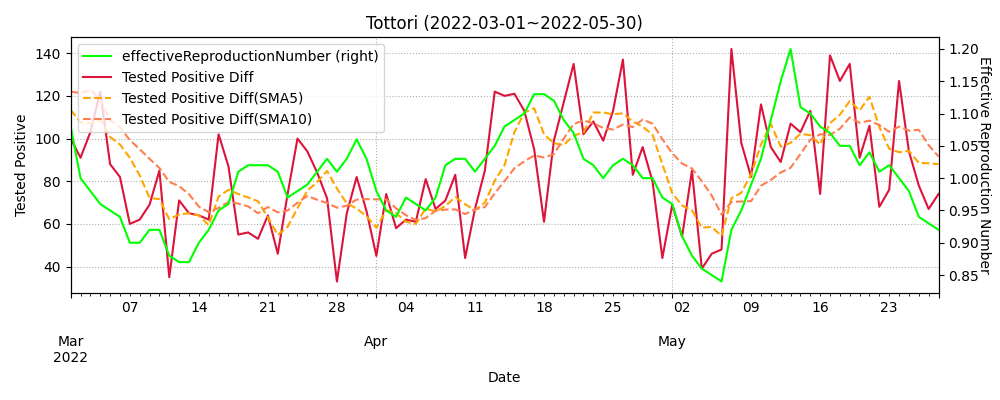 Tottori (2022-03-01~2022-05-30)
effectiveReproductionNumber (right)
Tested Positive Diff
Tested Positive Diff(SMA5)
Tested Positive Diff(SMA10)
Tested Positive
140
120
100
80
60
40
Effective Reproduction Number
1.20
1.15
1.10
1.05
1.00
0.95
0.90
0.85
07 14 21 28 04 11 18 25 02 09 16 23
Mar Apr May
2022
Date